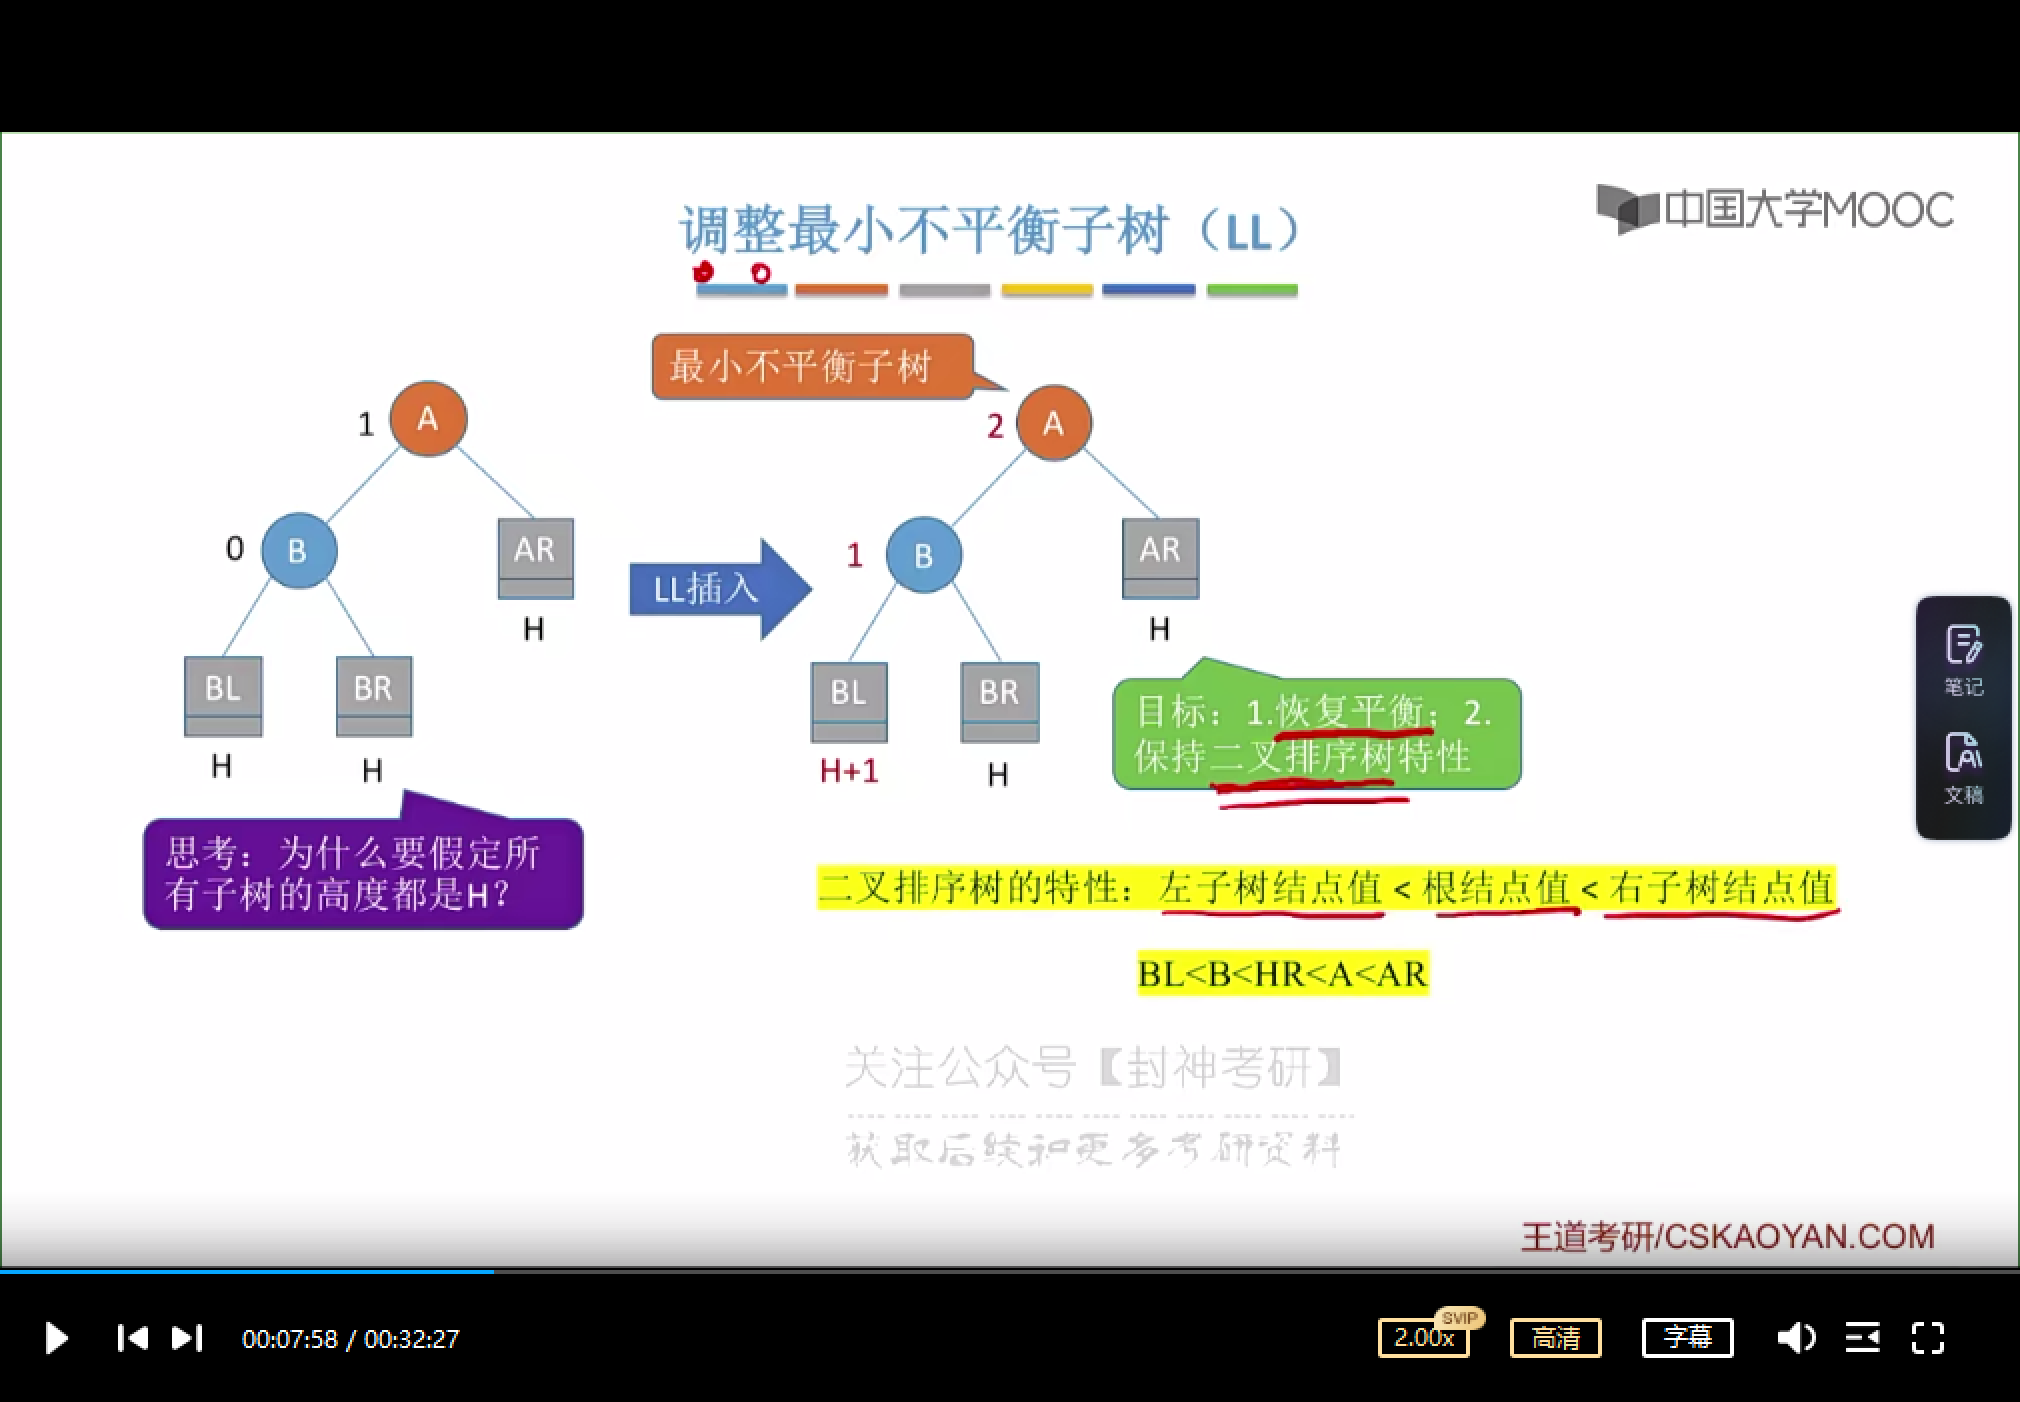 中国大学MOOC
调整最小不平衡子树（LL）
最小不平衡子树
1
A
2
A
0
B
AR
H
LL插入
1
B
AR
H
BL
BR
H
H
BL
BR
H+1
H
目标：1.恢复平衡；2.
保持二叉排序树特性
思考：为什么要假定所
有子树的高度都是H？
二叉排序树的特性：左子树结点值 < 根结点值 < 右子树结点值
BL<B<HR<A<AR
关注公众号【封神考研】
获取后续和更多考研资料
王道考研/CSKAOYAN.COM
笔记
文稿
00:07:58 / 00:32:27
2.00x
SVIP
高清
字幕